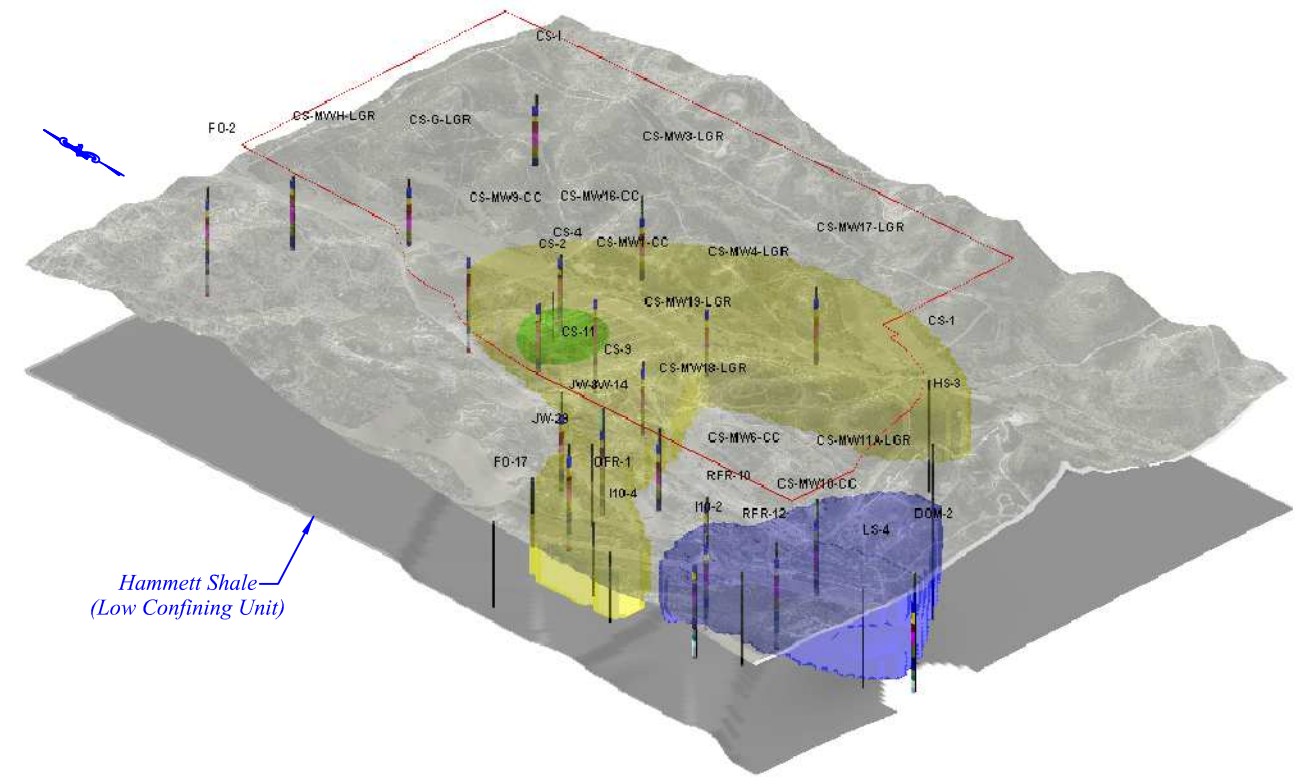 CS-I
CS-MWH-LGR
CS-G-LGR
FO-2
CS-MW3-LGR
CS-MW9-CC
CS-MW16-CC
CS-MW17-LGR
CS-4
CS-2
CS-MW1-CC
CS-MW4-LGR
CS-MW19-LGR
CS-1
CS-11
CS-9
CS-MW18-LGR
HS-3
JW-14
CS-MW6-CC
CS-MW11A-LGR
FO-17
OFR-1
RFR-10
CS-MW10-CC
I10-4
I10-2
RFR-12
DOM-2
LS-4
Hammett Shale
(Low Confining Unit)